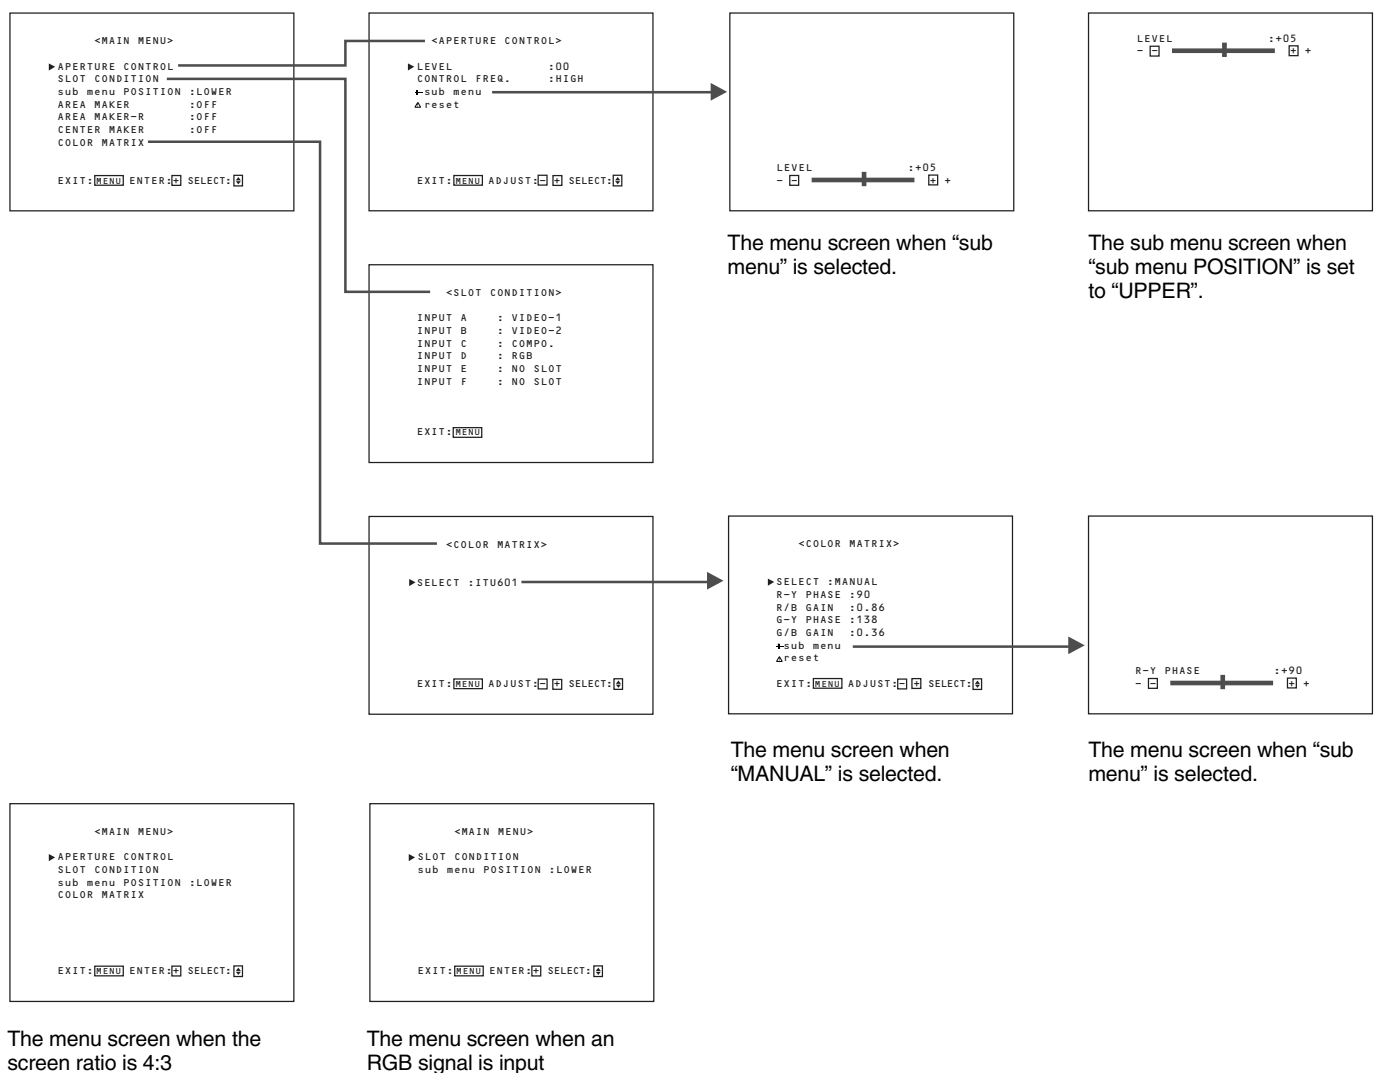 <MAIN MENU>
▶APERTURE CONTROL
SLOT CONDITION
sub menu POSITION :LOWER
AREA MAKER :OFF
AREA MAKER-R :OFF
CENTER MAKER :OFF
COLOR MATRIX
EXIT:MENU ENTER:+ SELECT:
<APERTURE CONTROL>
▶LEVEL :00
CONTROL FREQ. :HIGH
+sub menu
△reset
EXIT:MENU ADJUST:- + SELECT:
LEVEL :+05
- - + +
The menu screen when “sub
menu” is selected.
LEVEL :+05
- - + +
The sub menu screen when
“sub menu POSITION” is set
to “UPPER”.
<SLOT CONDITION>
INPUT A : VIDEO-1
INPUT B : VIDEO-2
INPUT C : COMPO.
INPUT D : RGB
INPUT E : NO SLOT
INPUT F : NO SLOT
EXIT:MENU
<COLOR MATRIX>
▶SELECT :ITU601
EXIT:MENU ADJUST:- + SELECT:
<COLOR MATRIX>
▶SELECT :MANUAL
R-Y PHASE :90
R/B GAIN :0.86
G-Y PHASE :138
G/B GAIN :0.36
+sub menu
△reset
EXIT:MENU ADJUST:- + SELECT:
The menu screen when
“MANUAL” is selected.
R-Y PHASE :+90
- - + +
The menu screen when “sub
menu” is selected.
<MAIN MENU>
▶APERTURE CONTROL
SLOT CONDITION
sub menu POSITION :LOWER
COLOR MATRIX
EXIT:MENU ENTER:+ SELECT:
The menu screen when the
screen ratio is 4:3
<MAIN MENU>
▶SLOT CONDITION
sub menu POSITION :LOWER
EXIT:MENU ENTER:+ SELECT:
The menu screen when an
RGB signal is input